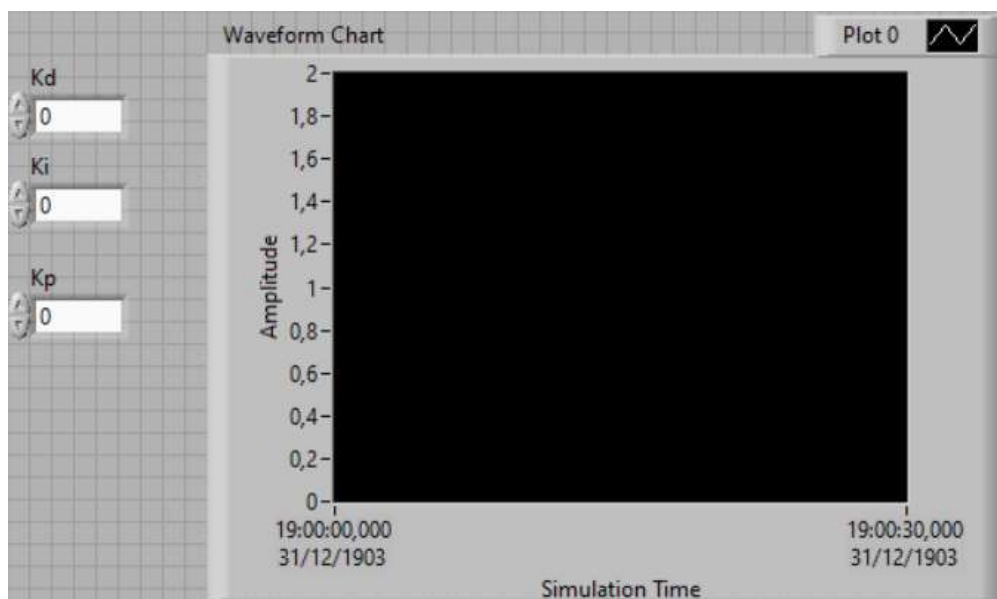 Waveform Chart
Plot 0
Kd
0
Ki
0
Kp
0
Amplitude
2
1,8
1,6
1,4
1,2
1
0,8
0,6
0,4
0,2
0
19:00:00,000
31/12/1903
19:00:30,000
31/12/1903
Simulation Time